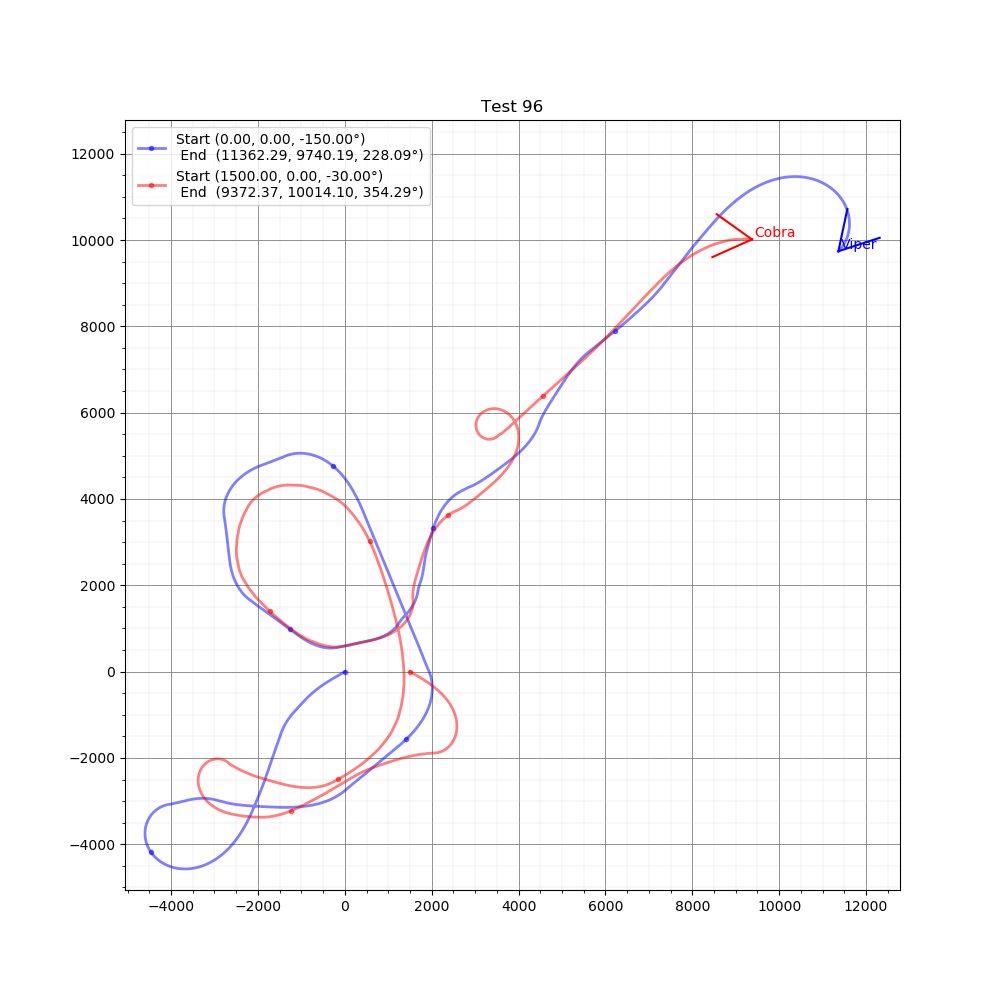 Test 96
Start (0.00, 0.00, -150.00°)
End (11362.29, 9740.19, 228.09°)
Start (1500.00, 0.00, -30.00°)
End (9372.37, 10014.10, 354.29°)
12000
10000
8000
6000
4000
2000
0
−2000
−4000
Cobra
Viper
−4000 −2000 0 2000 4000 6000 8000 10000 12000